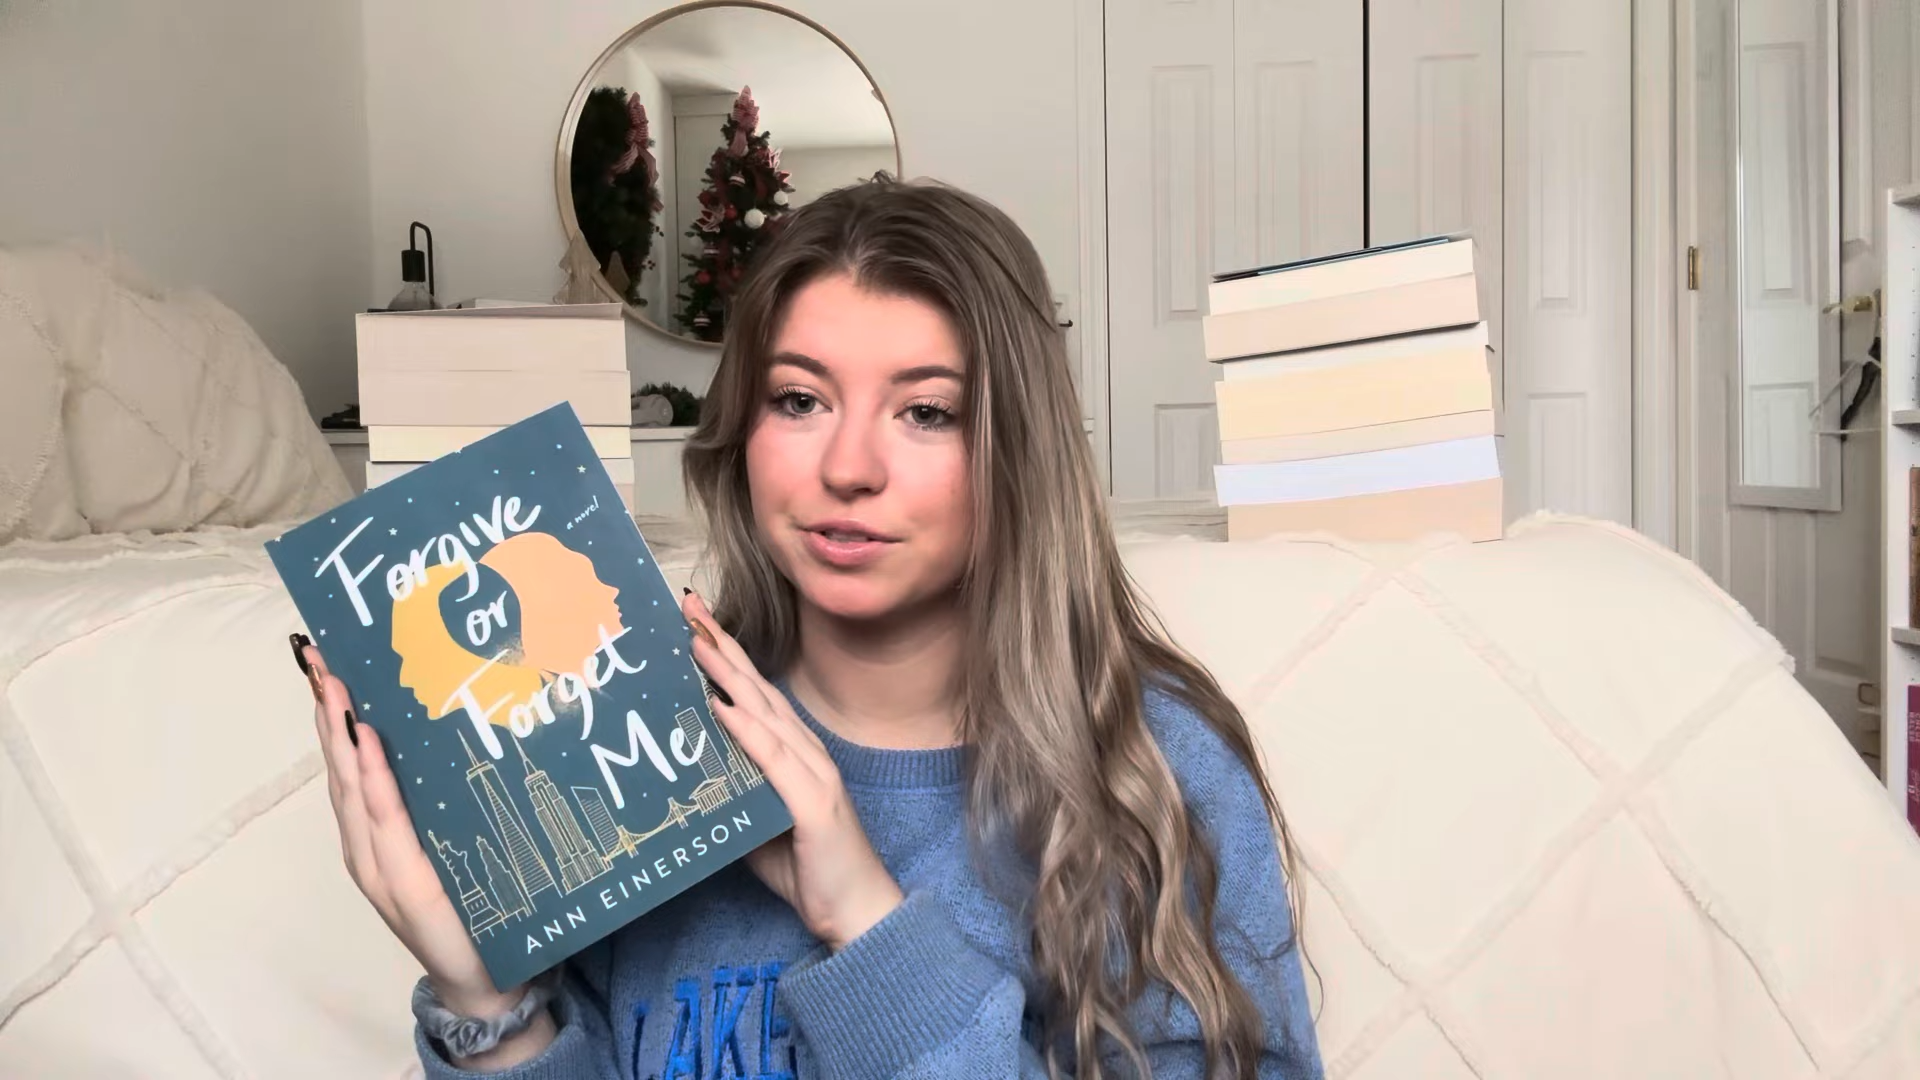 Forgive
a novel
or
Forget
Me
ANN EINERSON
LAKE